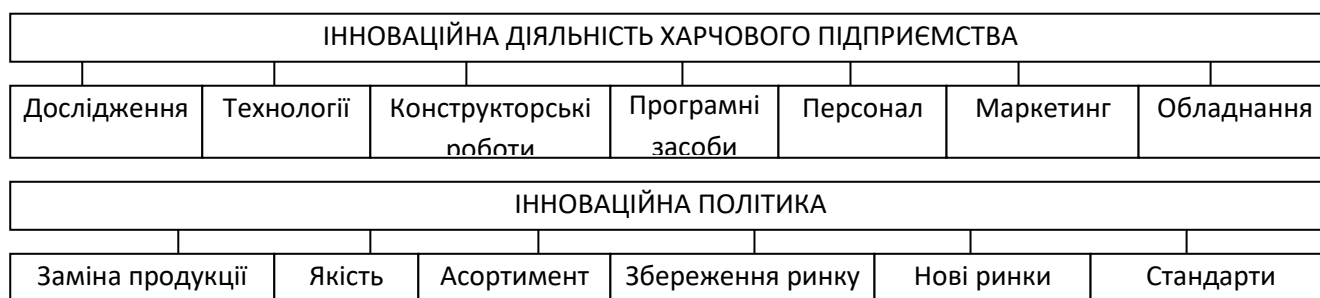 ІННОВАЦІЙНА ДІЯЛЬНІСТЬ ХАРЧОВОГО ПІДПРИЄМСТВА
Дослідження Технології Конструкторські Програмні Персонал Маркетинг Обладнання
роботи засоби
ІННОВАЦІЙНА ПОЛІТИКА
Заміна продукції Якість Асортимент Збереження ринку Нові ринки Стандарти